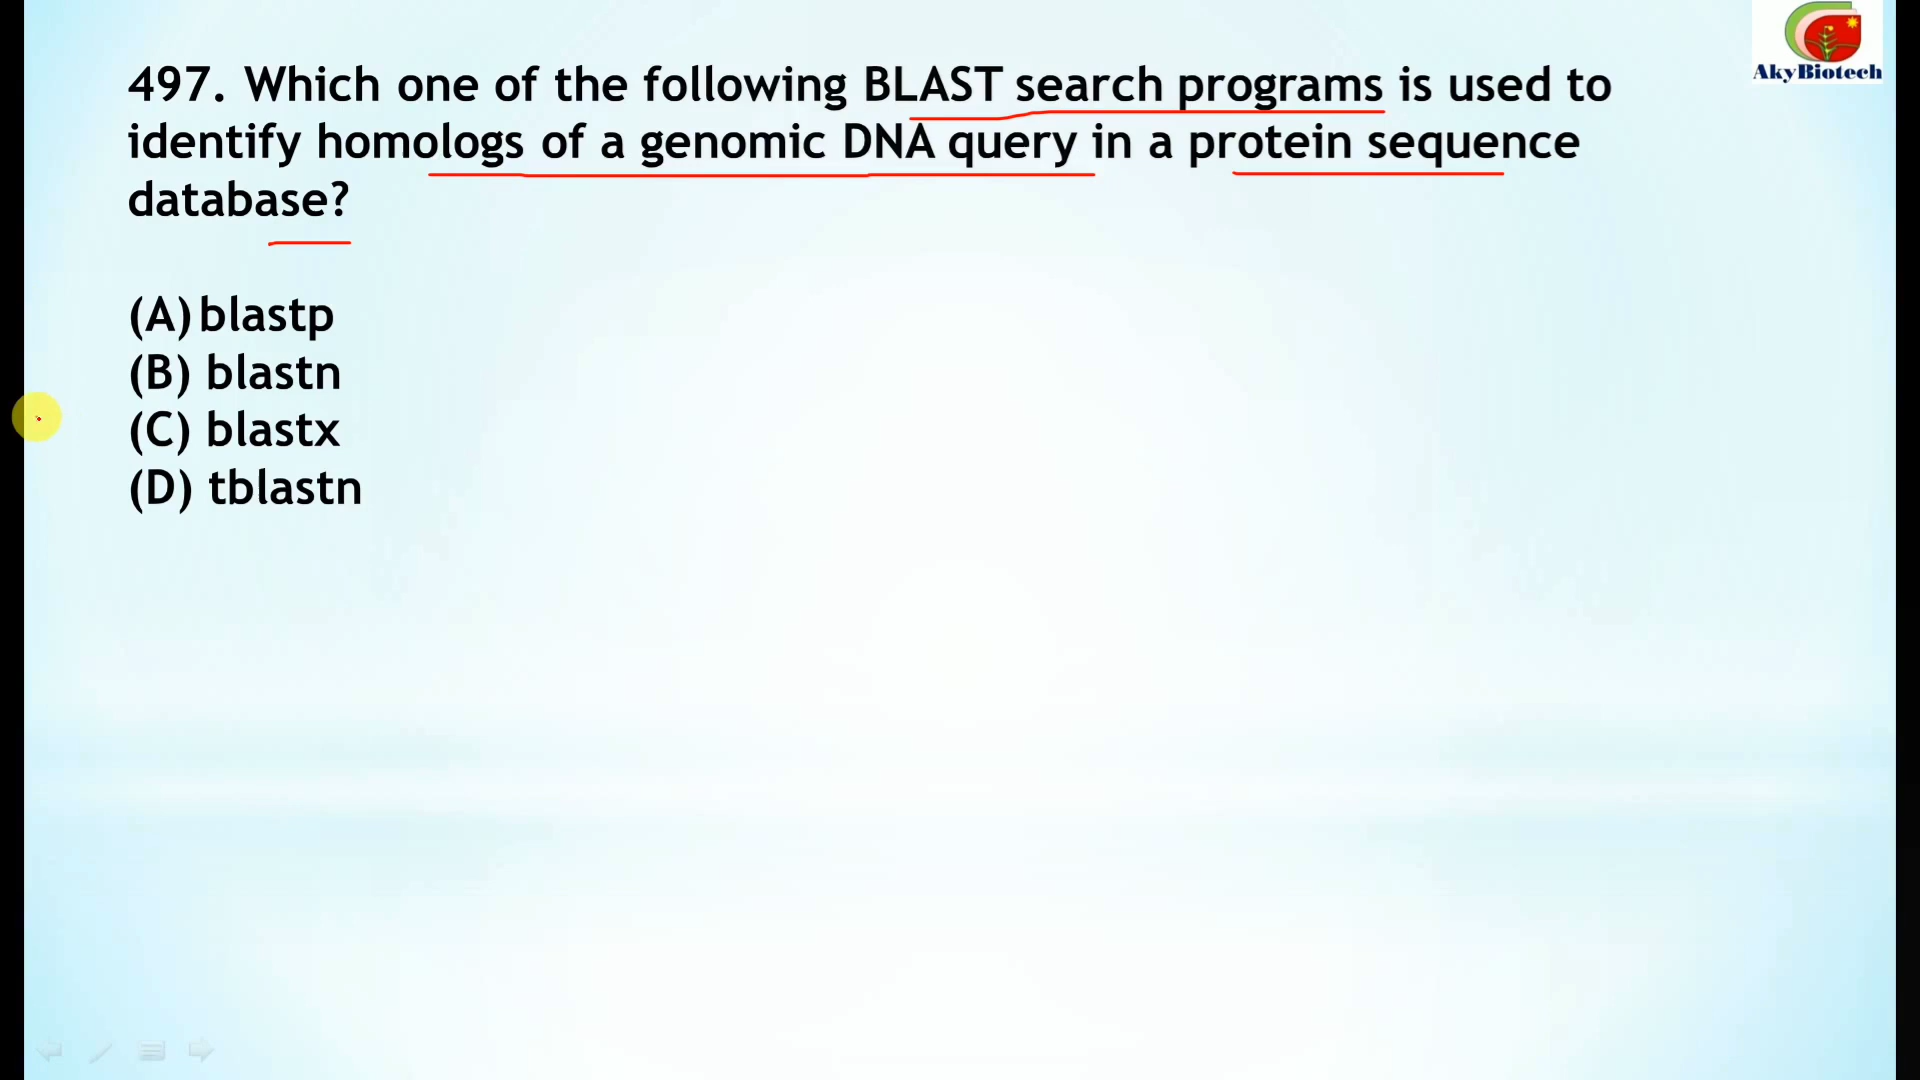 AkyBiotech
497. Which one of the following BLAST search programs is used to
identify homologs of a genomic DNA query in a protein sequence
database?
(A) blastp
(B) blastn
(C) blastx
(D) tblastn